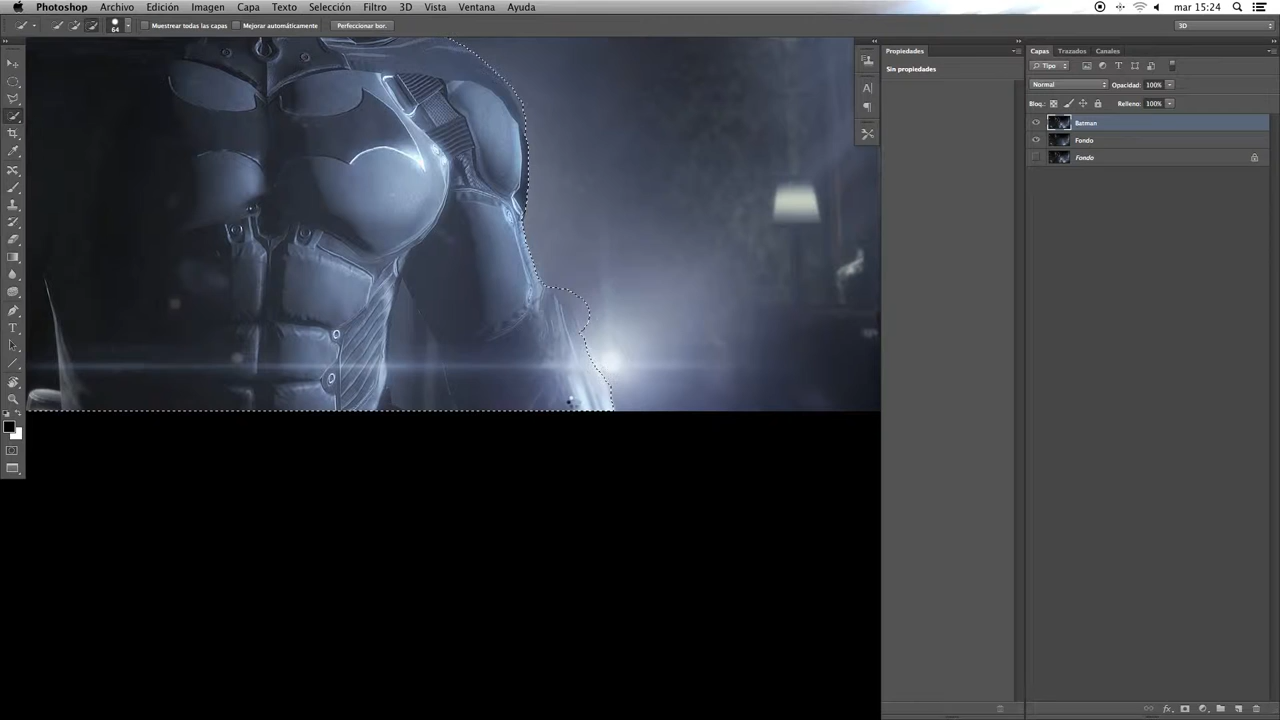 Photoshop Archivo Edición Imagen Capa Texto Selección Filtro 3D Vista Ventana Ayuda mar 15:24
64 Muestrear todas las capas Mejorar automáticamente Perfeccionar bor. 3D
Propiedades Capas Trazados Canales
Sin propiedades Tipo
Normal Opacidad: 100%
Bloq.: Relleno: 100%
Batman
Fondo
Fondo